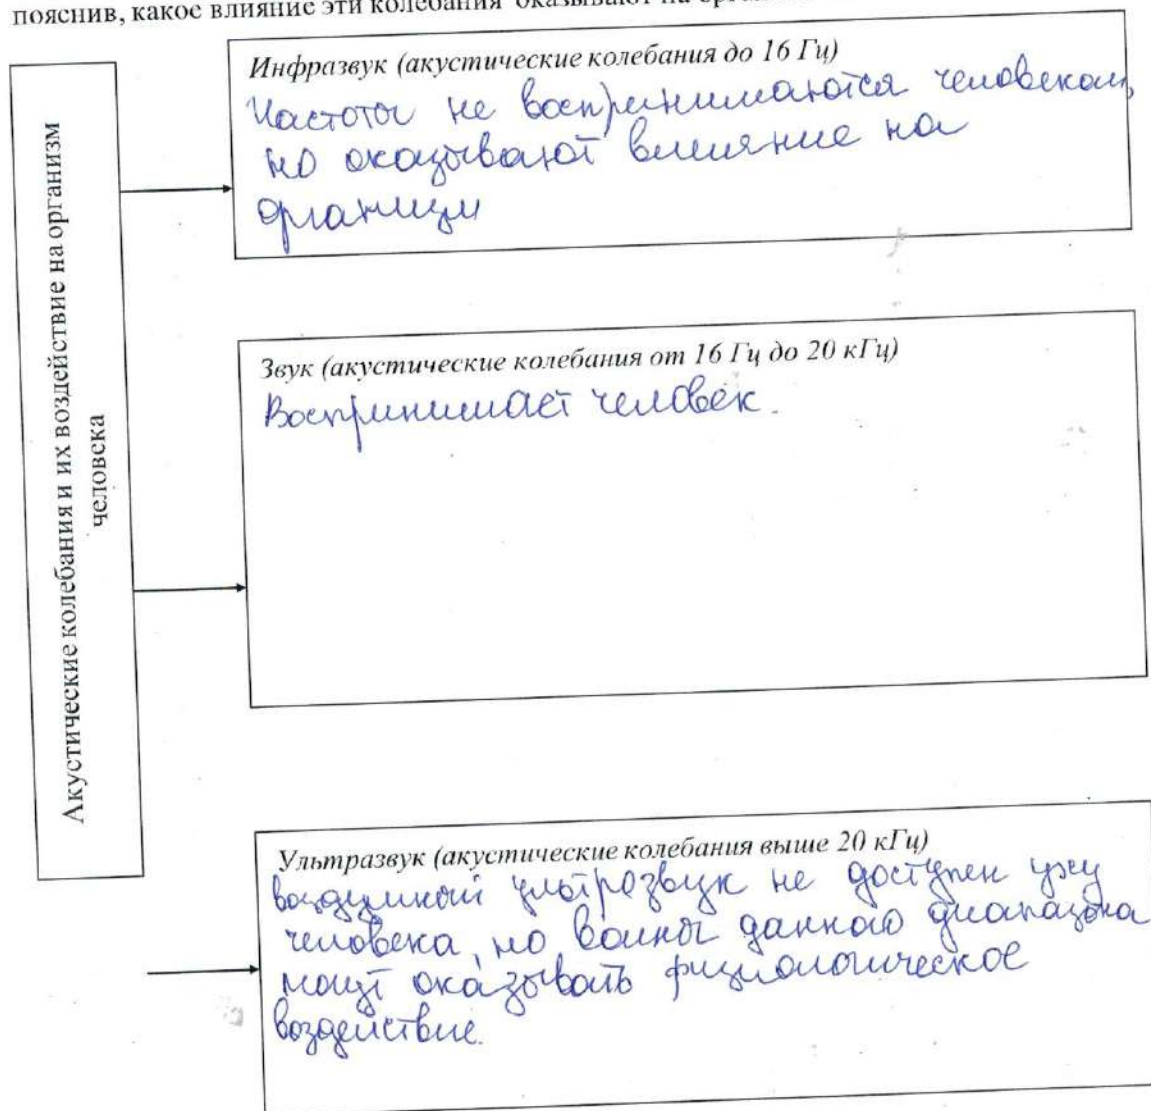 пояснив, какое влияние эти колебания оказывают на
Акустические колебания и их воздействие на организм
человека
Инфразвук (акустические колебания до 16 Гц)
Частоты не воспринимаются человеком,
но оказывают влияние на
организм
Звук (акустические колебания от 16 Гц до 20 кГц)
Воспринимает человек.
Ультразвук (акустические колебания выше 20 кГц)
воздушный ультрозвук не доступен уху
человека, но волны данного диапазона
могут оказывать физиологическое
воздействие.